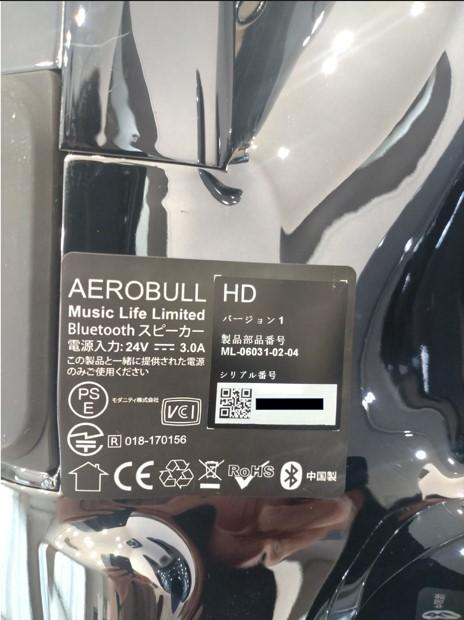 AEROBULL HD
Music Life Limited
Bluetooth スピーカー
電源入力: 24V ⎓ 3.0A
この製品と一緒に提供された電源
のみご使用ください
バージョン 1
製品部品番号
ML-06031-02-04
シリアル番号
PS
E
モダニティ株式会社
VCCI
R 018-170156
CE
RoHS
中国製